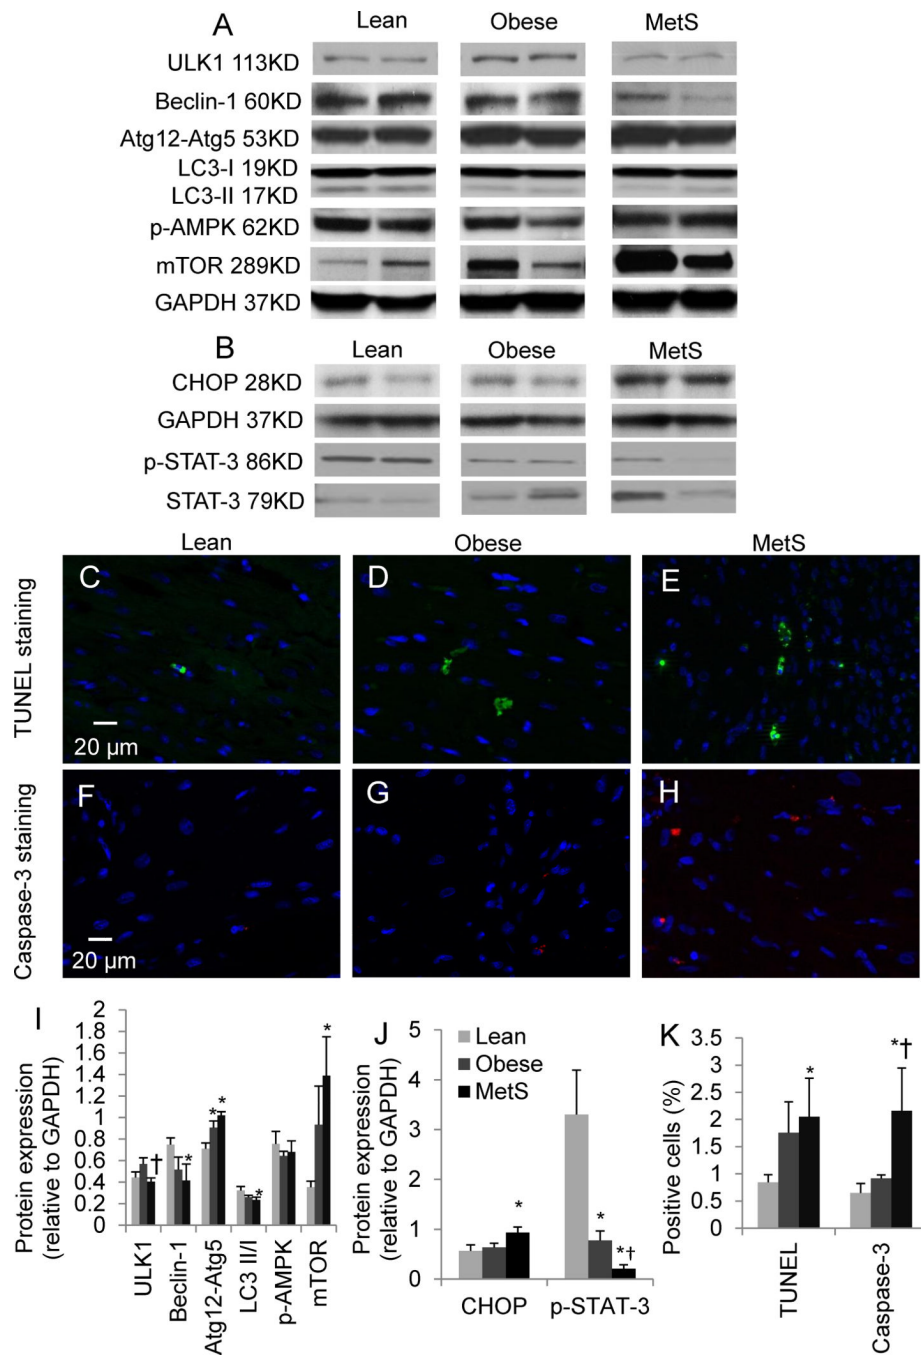 A
Lean Obese MetS
ULK1 113KD
Beclin-1 60KD
Atg12-Atg5 53KD
LC3-I 19KD
LC3-II 17KD
p-AMPK 62KD
mTOR 289KD
GAPDH 37KD
B
Lean Obese MetS
CHOP 28KD
GAPDH 37KD
p-STAT-3 86KD
STAT-3 79KD
Lean Obese MetS
TUNEL staining
C D E
20 µm
Caspase-3 staining
F G H
20 µm
I
Protein expression
(relative to GAPDH)
2
1.8
1.6
1.4
1.2
1
0.8
0.6
0.4
0.2
0
† * * * * *
ULK1
Beclin-1
Atg12-Atg5
LC3 II/I
p-AMPK
mTOR
J
Protein expression
(relative to GAPDH)
5
4
3
2
1
0
Lean
Obese
MetS
* * *†
CHOP p-STAT-3
K
Positive cells (%)
3.5
3
2.5
2
1.5
1
0.5
0
* *†
TUNEL
Caspase-3